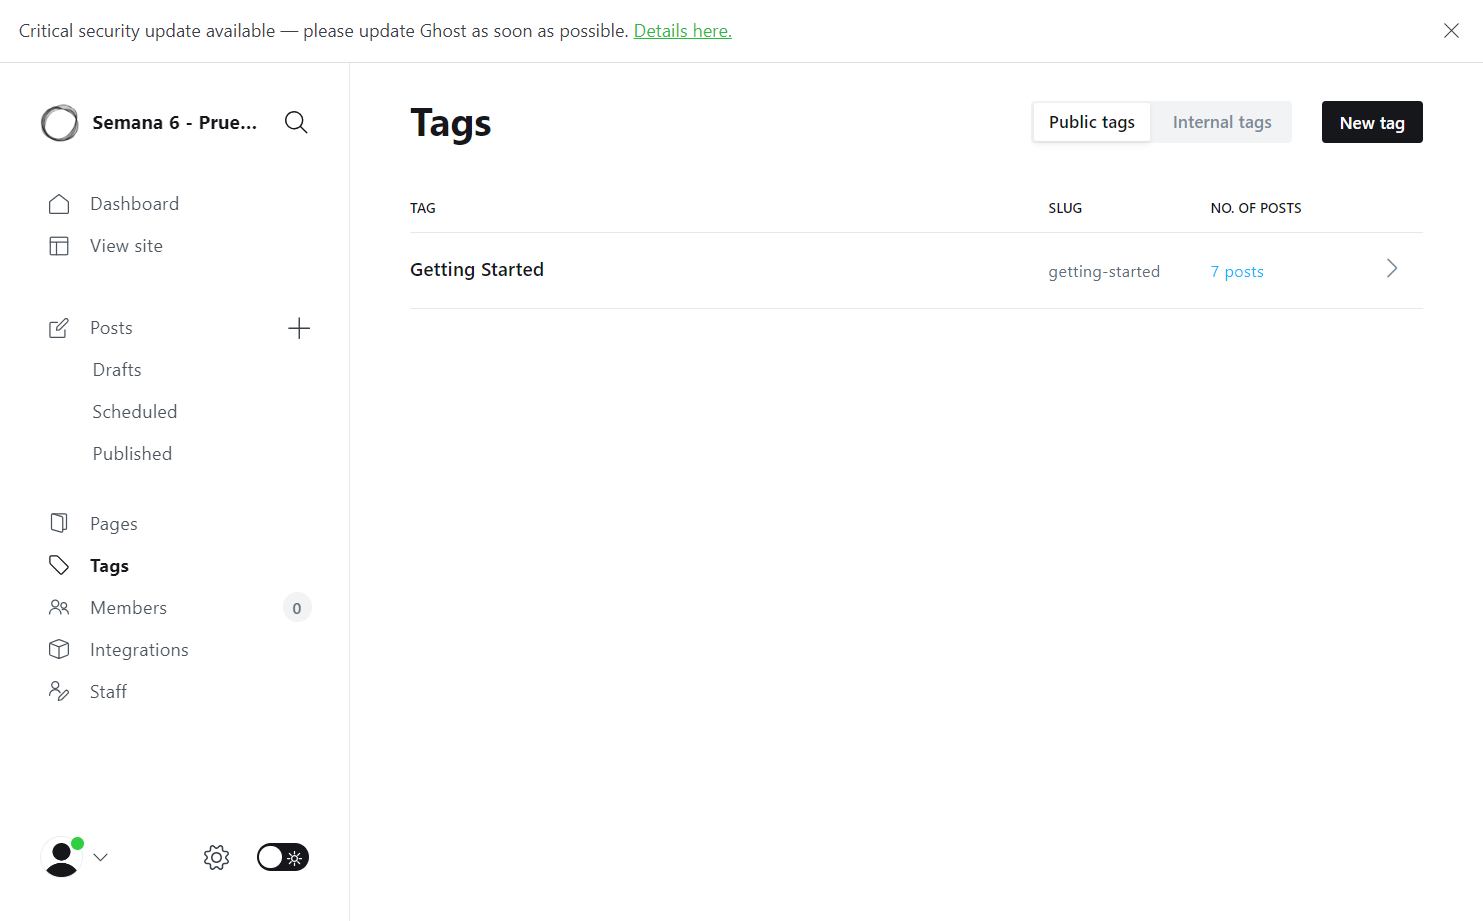 Critical security update available — please update Ghost as soon as possible. Details here.
Semana 6 - Prue...
Dashboard
View site
Posts
Drafts
Scheduled
Published
Pages
Tags
Members 0
Integrations
Staff
Tags
Public tags Internal tags New tag
TAG SLUG NO. OF POSTS
Getting Started getting-started 7 posts